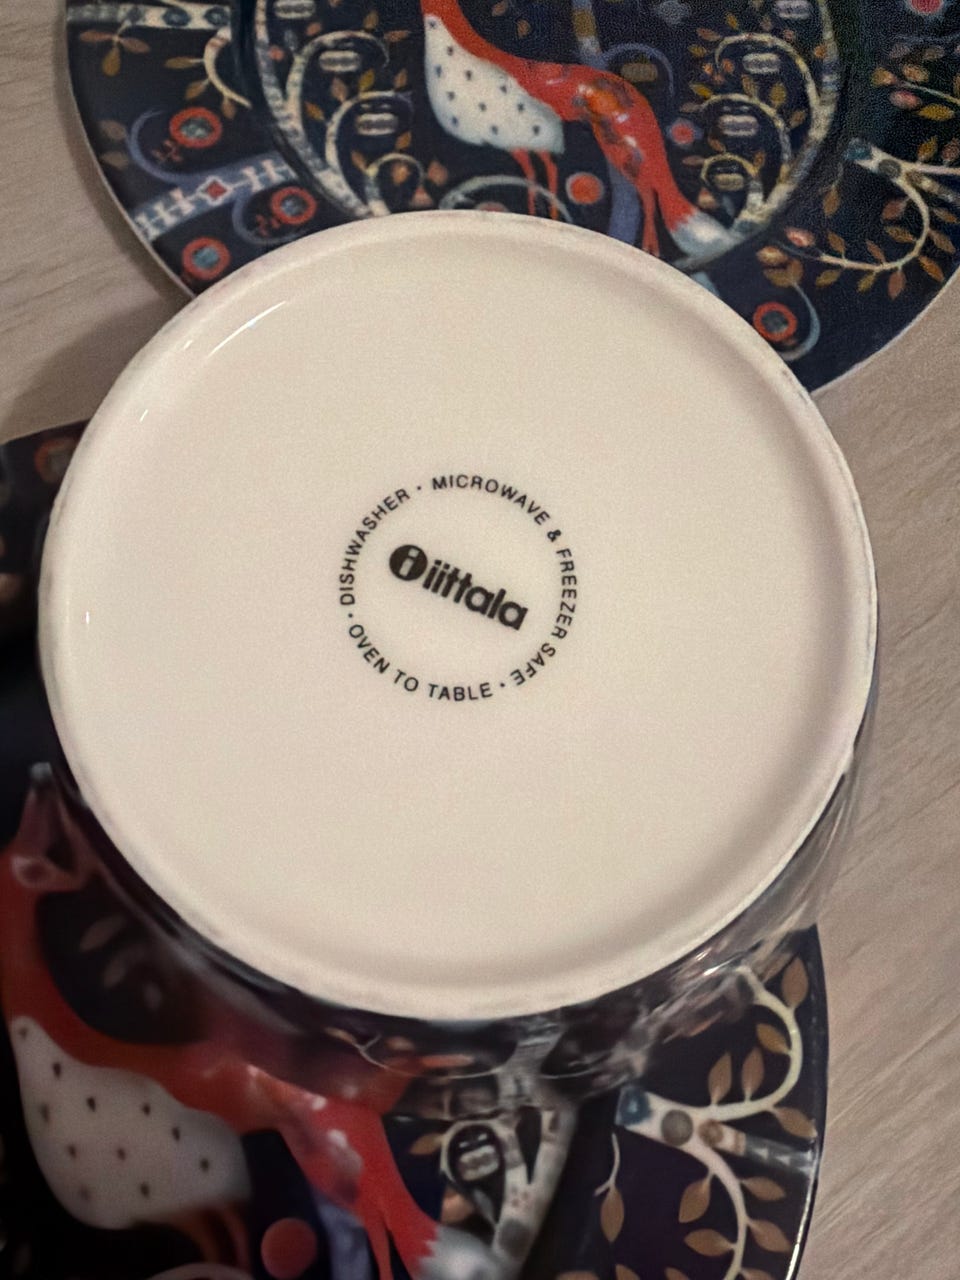 DISHWASHER · MICROWAVE & FREEZER SAFE · OVEN TO TABLE ·
i iittala